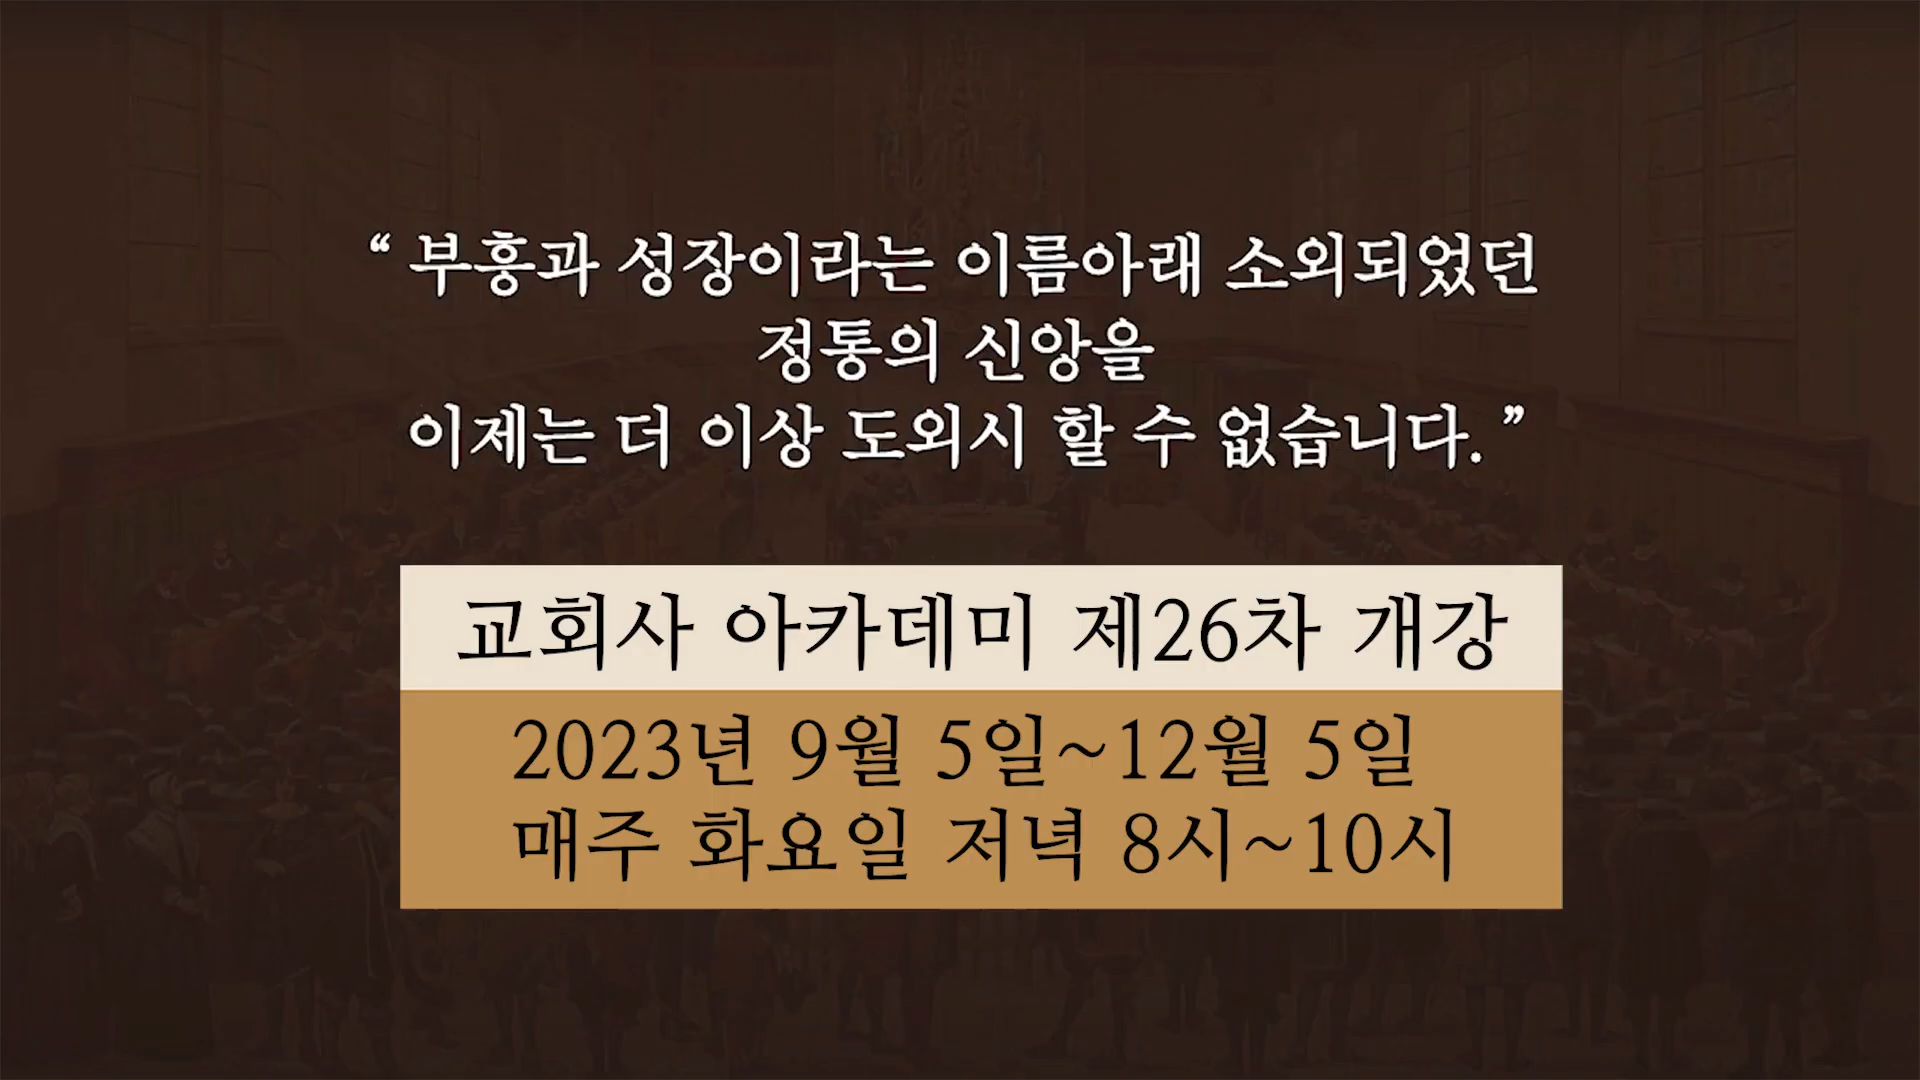 “ 부흥과 성장이라는 이름아래 소외되었던
정통의 신앙을
이제는 더 이상 도외시 할 수 없습니다. ”
교회사 아카데미 제26차 개강
2023년 9월 5일~12월 5일
매주 화요일 저녁 8시~10시